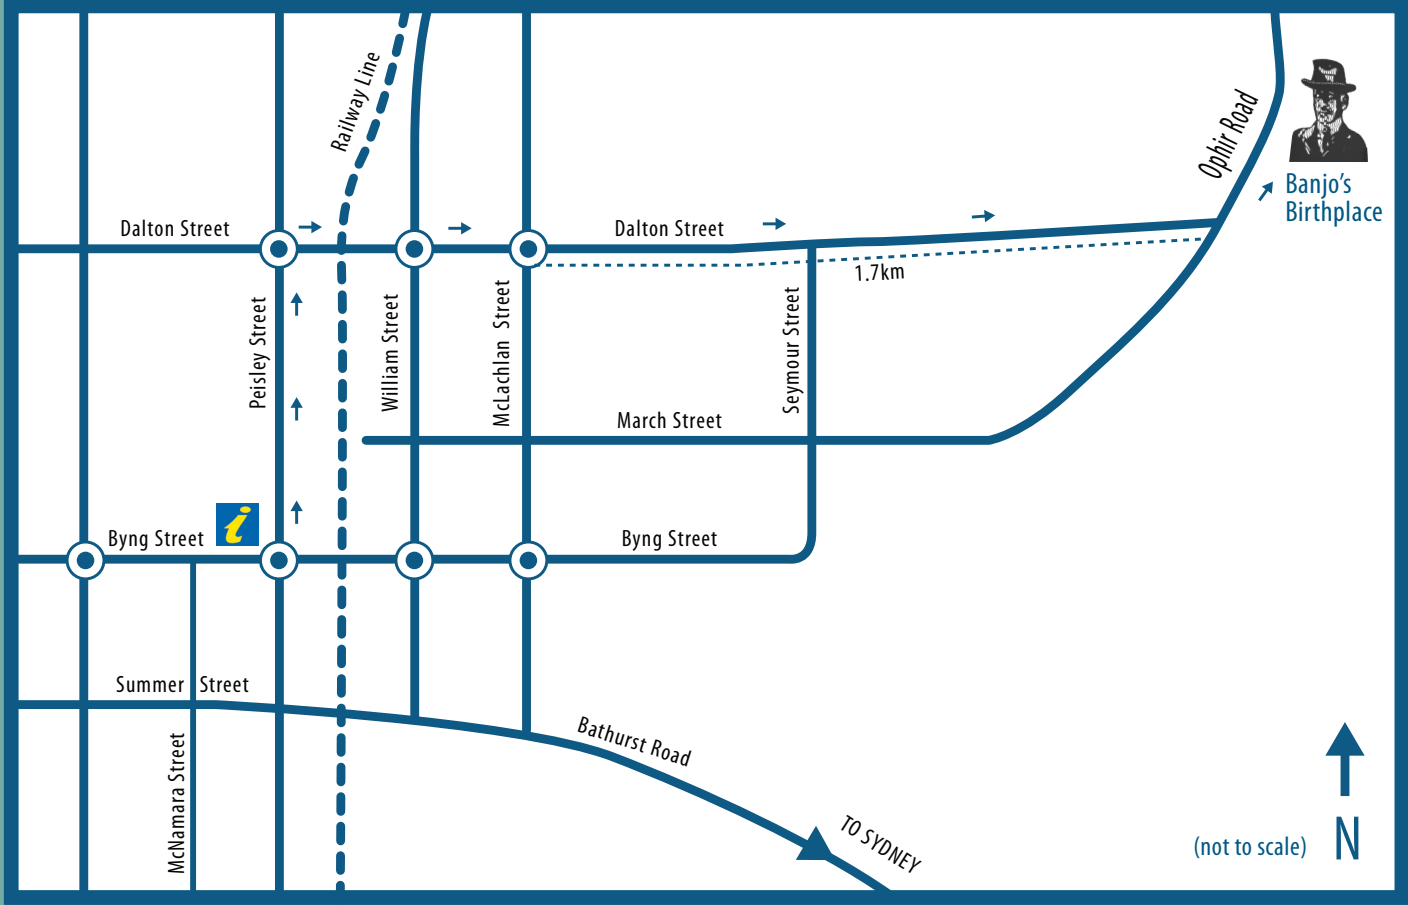 Railway Line
Ophir Road
Banjo's
Birthplace
Dalton Street
Dalton Street
1.7km
Peisley Street
William Street
McLachlan Street
Seymour Street
March Street
Byng Street
i
Byng Street
Summer Street
McNamara Street
Bathurst Road
TO SYDNEY
(not to scale)
N